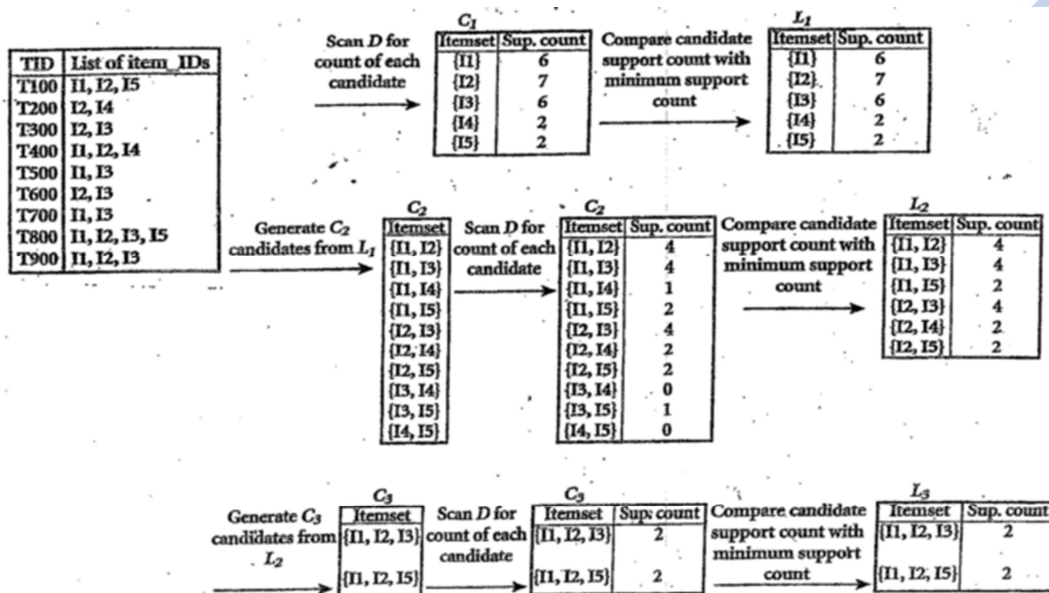 TID List of item_IDs
T100 I1, I2, I5
T200 I2, I4
T300 I2, I3
T400 I1, I2, I4
T500 I1, I3
T600 I2, I3
T700 I1, I3
T800 I1, I2, I3, I5
T900 I1, I2, I3
Scan D for
count of each
candidate
C1
Itemset Sup. count
{I1} 6
{I2} 7
{I3} 6
{I4} 2
{I5} 2
Compare candidate
support count with
minimum support
count
L1
Itemset Sup. count
{I1} 6
{I2} 7
{I3} 6
{I4} 2
{I5} 2
Generate C2
candidates from L1
C2
Itemset
{I1, I2}
{I1, I3}
{I1, I4}
{I1, I5}
{I2, I3}
{I2, I4}
{I2, I5}
{I3, I4}
{I3, I5}
{I4, I5}
Scan D for
count of each
candidate
C2
Itemset Sup. count
{I1, I2} 4
{I1, I3} 4
{I1, I4} 1
{I1, I5} 2
{I2, I3} 4
{I2, I4} 2
{I2, I5} 2
{I3, I4} 0
{I3, I5} 1
{I4, I5} 0
Compare candidate
support count with
minimum support
count
L2
Itemset Sup. count
{I1, I2} 4
{I1, I3} 4
{I1, I5} 2
{I2, I3} 4
{I2, I4} 2
{I2, I5} 2
Generate C3
candidates from
L2
C3
Itemset
{I1, I2, I3}
{I1, I2, I5}
Scan D for
count of each
candidate
C3
Itemset Sup. count
{I1, I2, I3} 2
{I1, I2, I5} 2
Compare candidate
support count with
minimum support
count
L3
Itemset Sup. count
{I1, I2, I3} 2
{I1, I2, I5} 2